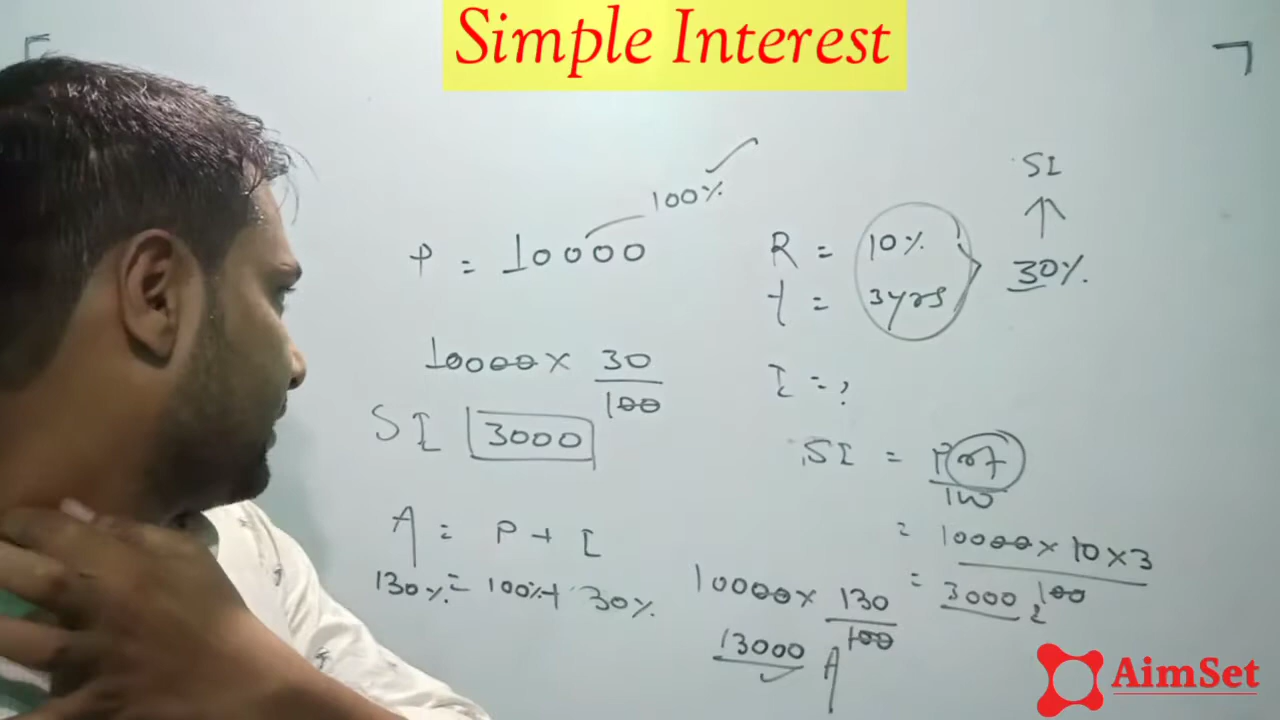 Simple Interest
100%
P = 10000
10000 × 30/100
SI 3000
A = P + I
130% = 100% + 30%
R = 10%
t = 3yrs
SI
30%
I = ?
SI = Prt/100
= 10000 × 10 × 3/100
= 3000
10000 × 130/100
13000 A
AimSet